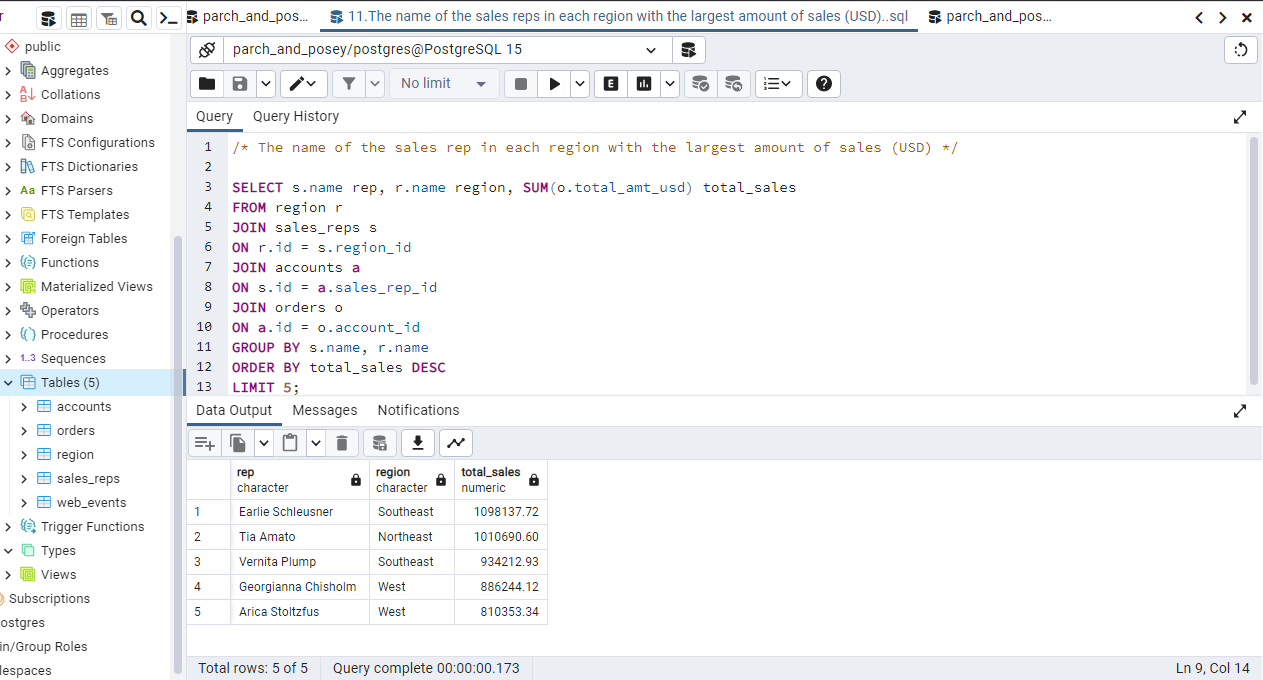 r
parch_and_pos...
11.The name of the sales reps in each region with the largest amount of sales (USD)..sql
parch_and_pos...
public
Aggregates
Collations
Domains
FTS Configurations
FTS Dictionaries
Aa FTS Parsers
FTS Templates
Foreign Tables
Functions
Materialized Views
Operators
Procedures
1..3 Sequences
Tables (5)
accounts
orders
region
sales_reps
web_events
Trigger Functions
Types
Views
Subscriptions
ostgres
in/Group Roles
lespaces
parch_and_posey/postgres@PostgreSQL 15
No limit
E
Query Query History
1 /* The name of the sales rep in each region with the largest amount of sales (USD) */
2
3 SELECT s.name rep, r.name region, SUM(o.total_amt_usd) total_sales
4 FROM region r
5 JOIN sales_reps s
6 ON r.id = s.region_id
7 JOIN accounts a
8 ON s.id = a.sales_rep_id
9 JOIN orders o
10 ON a.id = o.account_id
11 GROUP BY s.name, r.name
12 ORDER BY total_sales DESC
13 LIMIT 5;
Data Output Messages Notifications
rep region total_sales
character character numeric
1 Earlie Schleusner Southeast 1098137.72
2 Tia Amato Northeast 1010690.60
3 Vernita Plump Southeast 934212.93
4 Georgianna Chisholm West 886244.12
5 Arica Stoltzfus West 810353.34
Total rows: 5 of 5 Query complete 00:00:00.173 Ln 9, Col 14